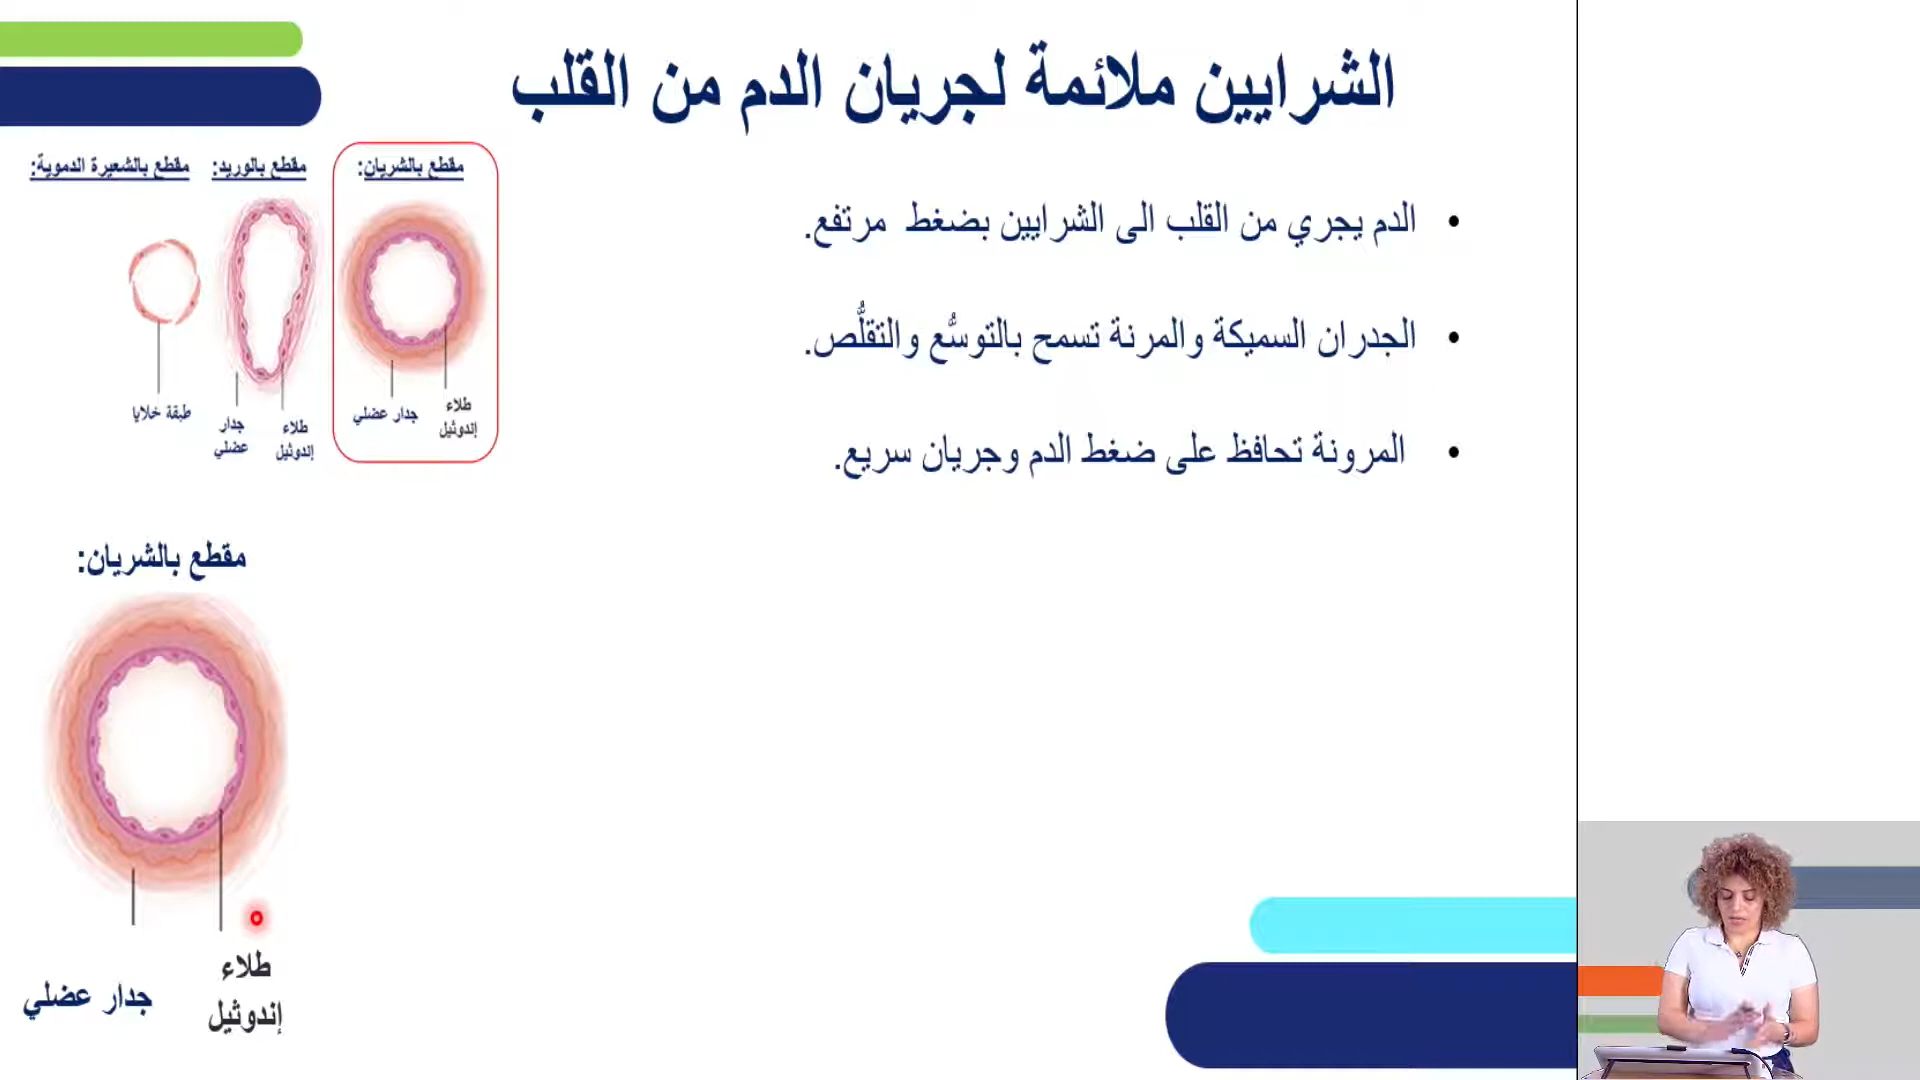 الشرايين ملائمة لجريان الدم من القلب
• الدم يجري من القلب الى الشرايين بضغط مرتفع.
• الجدران السميكة والمرنة تسمح بالتوسُّع والتقلُّص.
• المرونة تحافظ على ضغط الدم وجريان سريع.
مقطع بالشريان:
طلاء
إندوثيل
جدار عضلي
مقطع بالوريد:
طلاء
إندوثيل
جدار
عضلي
مقطع بالشعيرة الدموية:
طبقة خلايا
مقطع بالشريان:
طلاء
إندوثيل
جدار عضلي